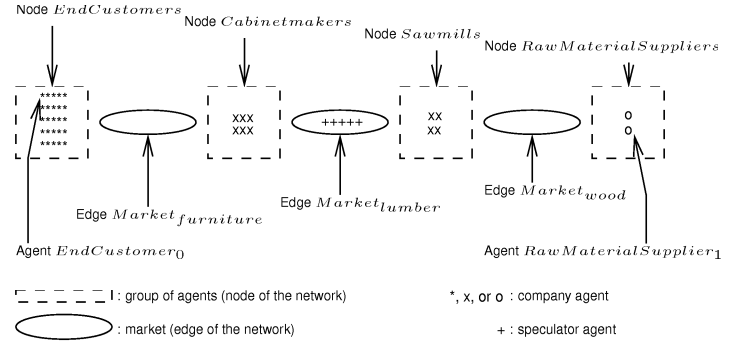 Node EndCustomers
Node Cabinetmakers
Node Sawmills
Node RawMaterialSuppliers
*****
*****
*****
*****
*****
xxx
xxx
+++++
xx
xx
o
o
Edge Market_furniture
Edge Market_lumber
Edge Market_wood
Agent EndCustomer_0
Agent RawMaterialSupplier_1
: group of agents (node of the network)
*, x, or o : company agent
: market (edge of the network)
+ : speculator agent